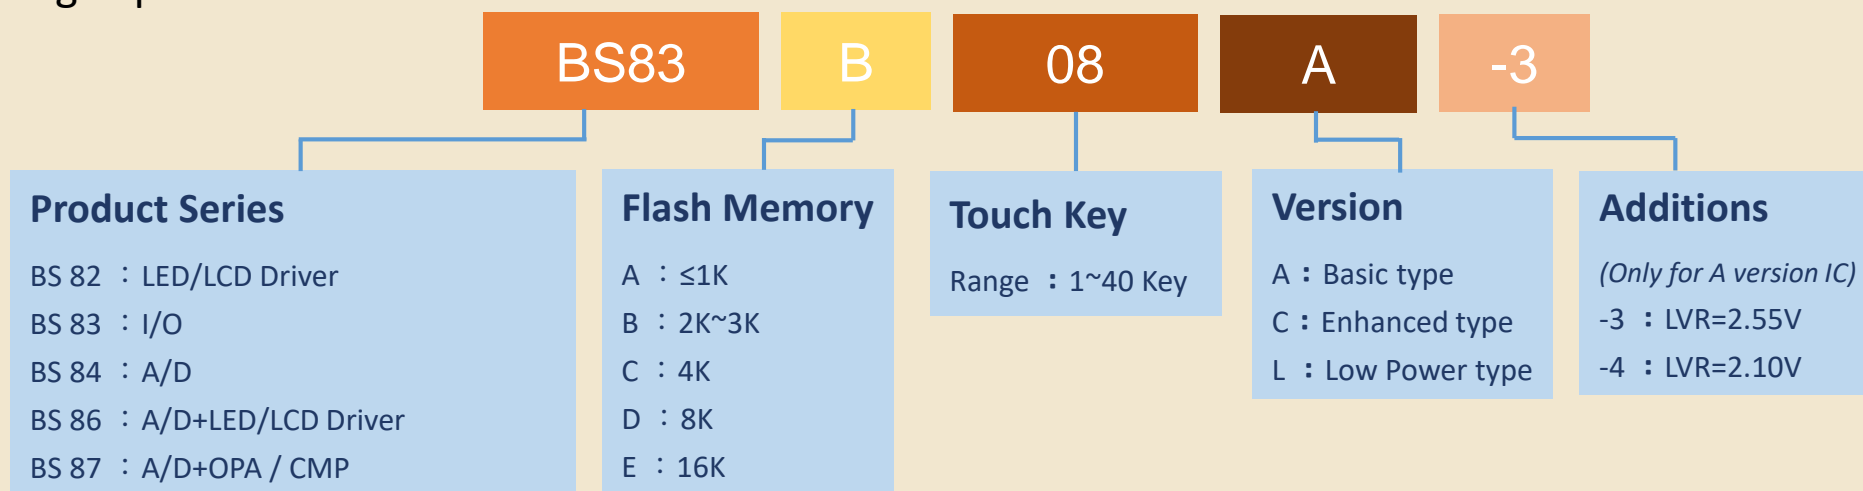 BS83 B 08 A -3
Product Series
BS 82 : LED/LCD Driver
BS 83 : I/O
BS 84 : A/D
BS 86 : A/D+LED/LCD Driver
BS 87 : A/D+OPA / CMP
Flash Memory
A : ≤1K
B : 2K~3K
C : 4K
D : 8K
E : 16K
Touch Key
Range : 1~40 Key
Version
A : Basic type
C : Enhanced type
L : Low Power type
Additions
(Only for A version IC)
-3 : LVR=2.55V
-4 : LVR=2.10V